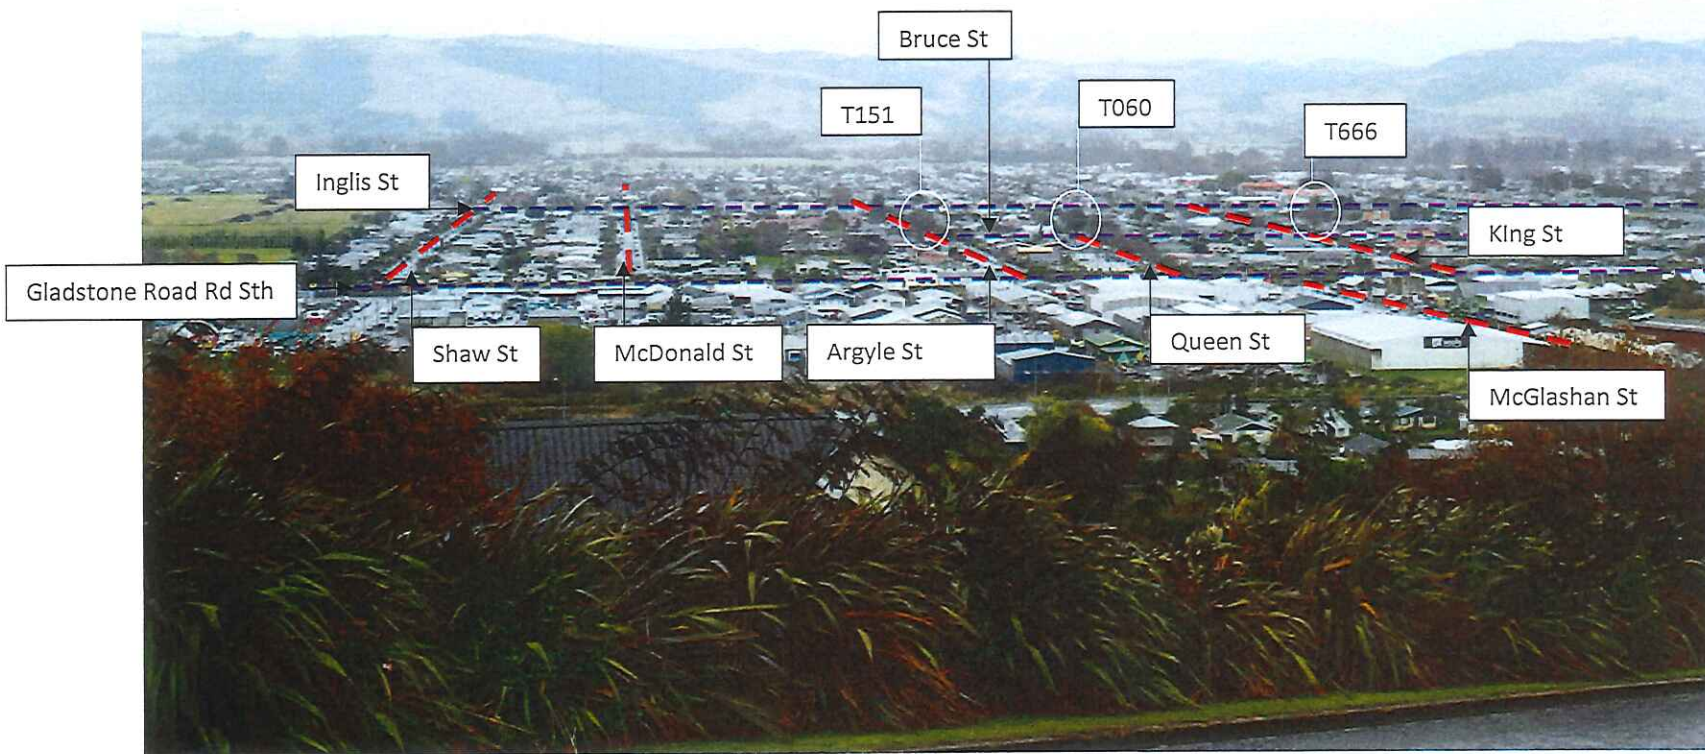 Bruce St
T151
T060
T666
Inglis St
King St
Gladstone Road Rd Sth
Shaw St
McDonald St
Argyle St
Queen St
McGlashan St